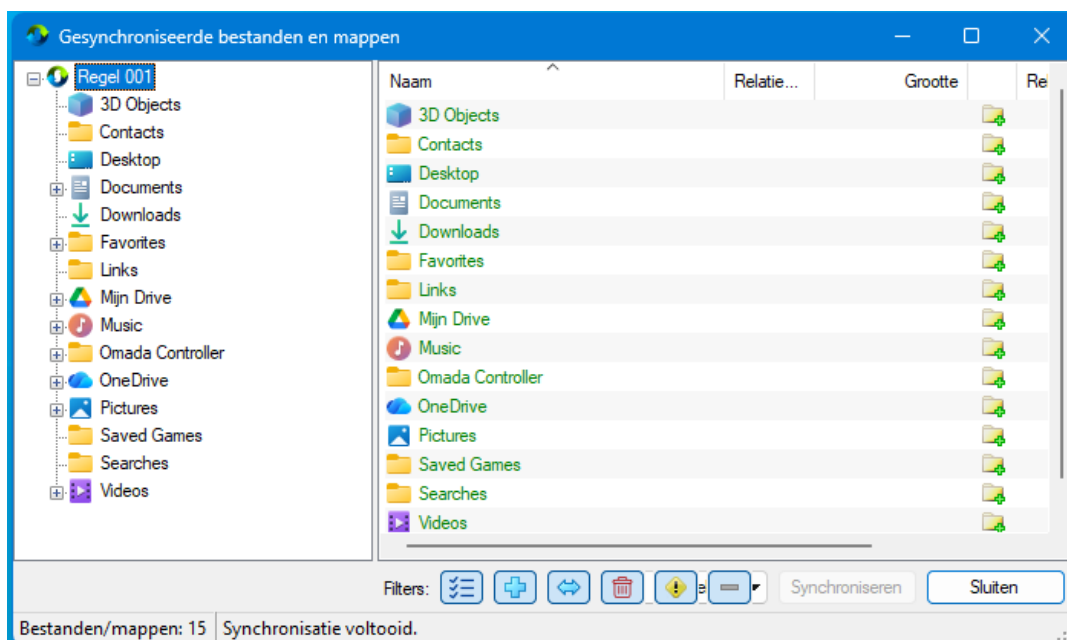 Gesynchroniseerde bestanden en mappen
Regel 001
3D Objects
Contacts
Desktop
Documents
Downloads
Favorites
Links
Mijn Drive
Music
Omada Controller
OneDrive
Pictures
Saved Games
Searches
Videos
Naam Relatie... Grootte
3D Objects
Contacts
Desktop
Documents
Downloads
Favorites
Links
Mijn Drive
Music
Omada Controller
OneDrive
Pictures
Saved Games
Searches
Videos
Filters: Synchroniseren Sluiten
Bestanden/mappen: 15 Synchronisatie voltooid.